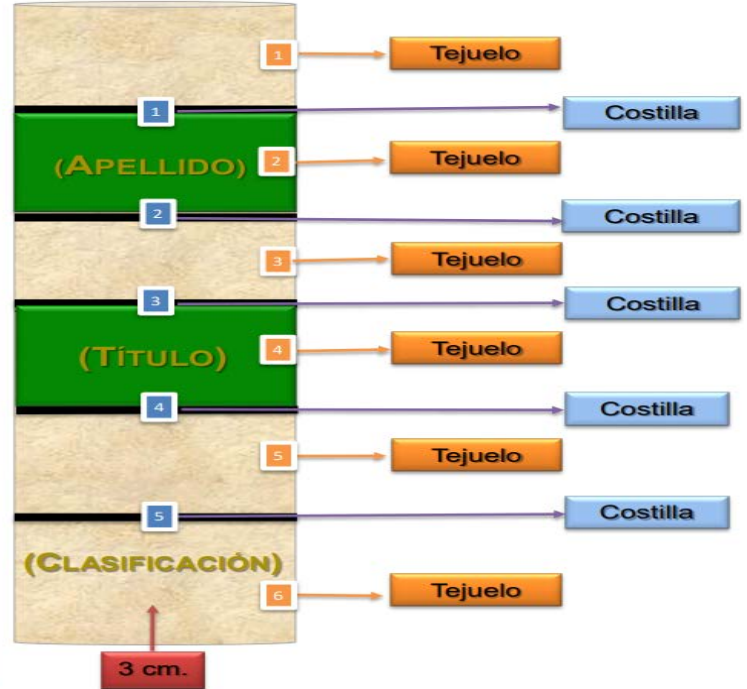 1 Tejuelo
1 Costilla
(APELLIDO) 2 Tejuelo
2 Costilla
3 Tejuelo
3 Costilla
(TÍTULO) 4 Tejuelo
4 Costilla
5 Tejuelo
5 Costilla
(CLASIFICACIÓN)
6 Tejuelo
3 cm.